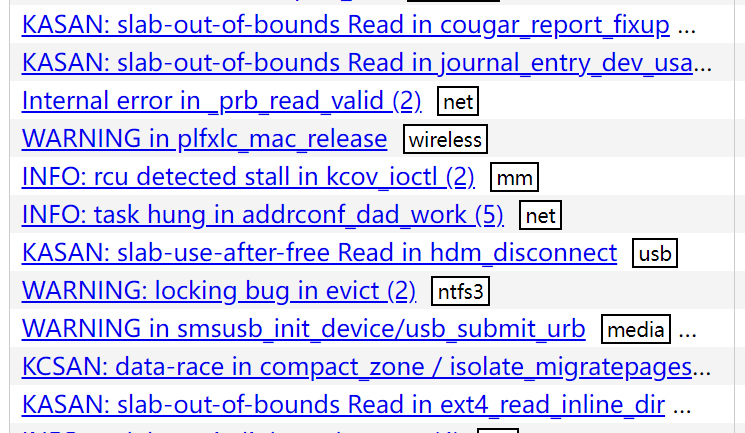 KASAN: slab-out-of-bounds Read in cougar_report_fixup ...
KASAN: slab-out-of-bounds Read in journal_entry_dev_usa...
Internal error in _prb_read_valid (2) net
WARNING in plfxlc_mac_release wireless
INFO: rcu detected stall in kcov_ioctl (2) mm
INFO: task hung in addrconf_dad_work (5) net
KASAN: slab-use-after-free Read in hdm_disconnect usb
WARNING: locking bug in evict (2) ntfs3
WARNING in smsusb_init_device/usb_submit_urb media ...
KCSAN: data-race in compact_zone / isolate_migratepages...
KASAN: slab-out-of-bounds Read in ext4_read_inline_dir ...